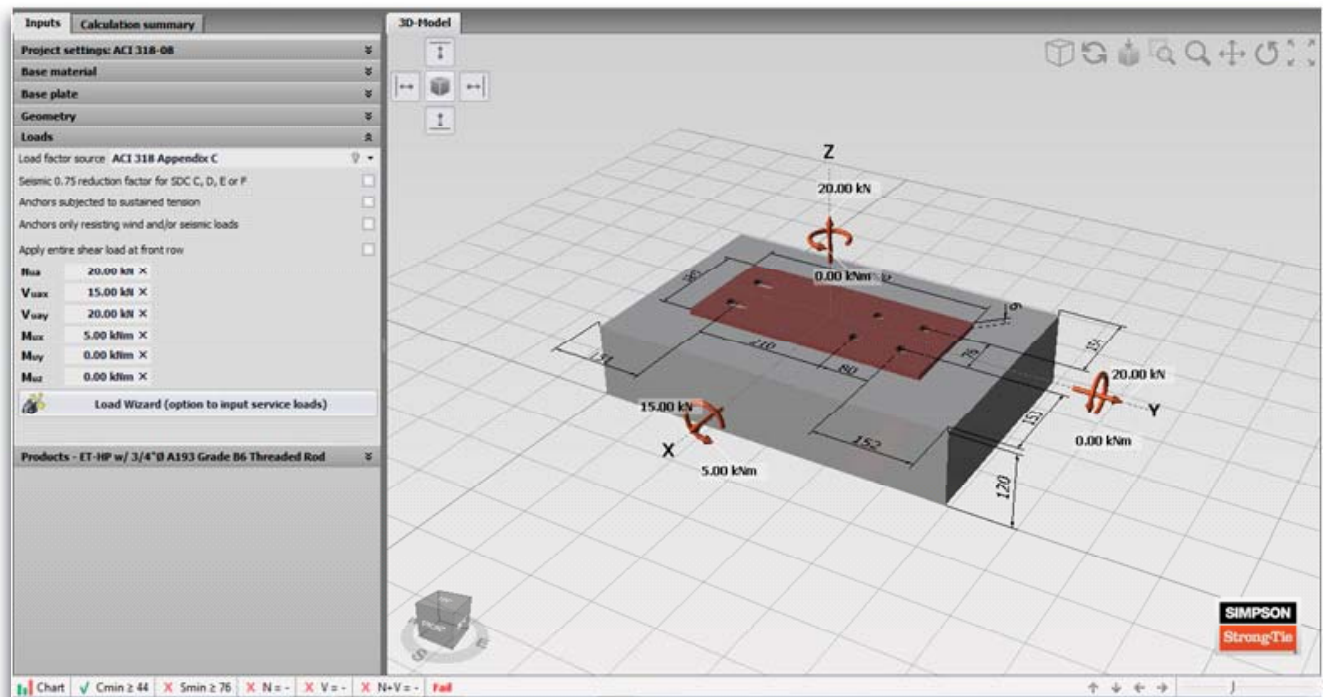 Inputs
Calculation summary
Project settings: ACI 318-08
Base material
Base plate
Geometry
Loads
Load factor source ACI 318 Appendix C
Seismic 0.75 reduction factor for SDC C, D, E or F
Anchors subjected to sustained tension
Anchors only resisting wind and/or seismic loads
Apply entire shear load at front row
Nua 20.00 kN ×
Vuax 15.00 kN ×
Vuay 20.00 kN ×
Mux 5.00 kNm ×
Muy 0.00 kNm ×
Muz 0.00 kNm ×
Load Wizard (option to input service loads)
Products - ET-HP w/ 3/4"Ø A193 Grade B6 Threaded Rod
3D-Model
Z
20.00 kN
0.00 kNm
9
76
20.00 kN
Y
0.00 kNm
80
15.00 kN
X
5.00 kNm
152
151
120
S
E
SIMPSON
Strong-Tie
Chart
Cmin ≥ 44
Smin ≥ 76
N = -
V = -
N+V = -
Fail